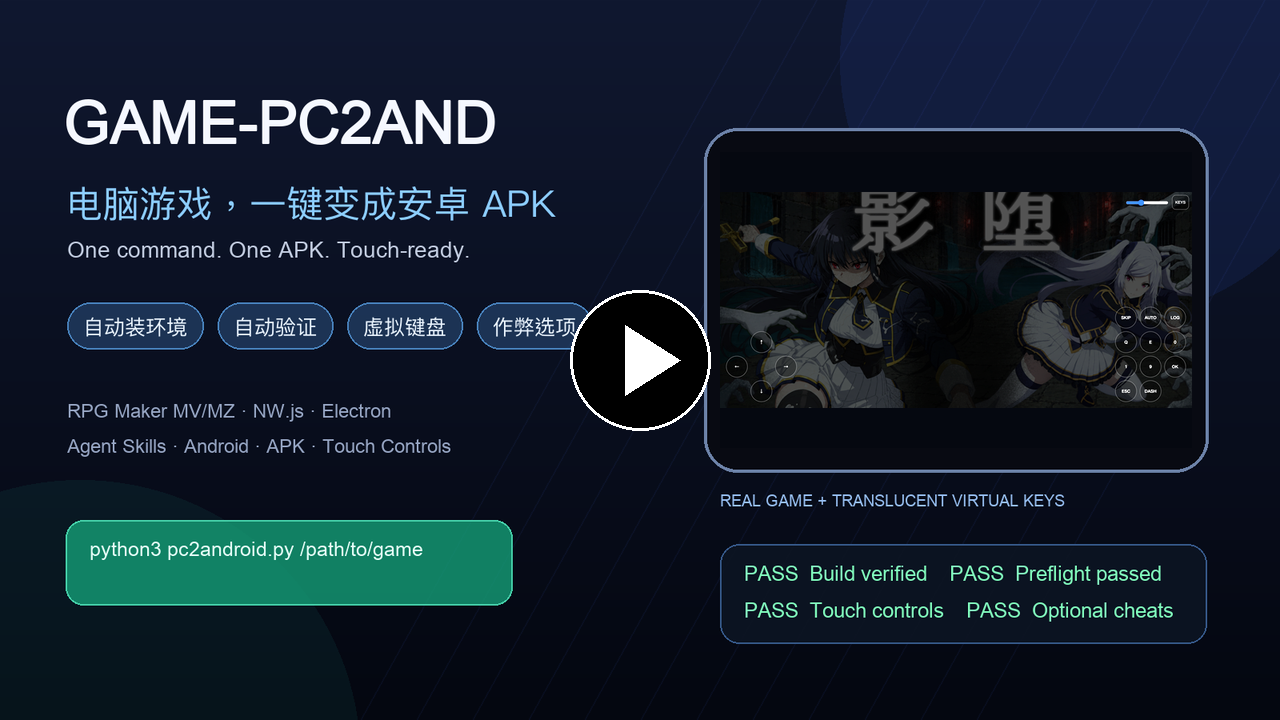 GAME-PC2AND
电脑游戏，一键变成安卓 APK
One command. One APK. Touch-ready.
自动装环境 自动验证 虚拟键盘 作弊选项
RPG Maker MV/MZ · NW.js · Electron
Agent Skills · Android · APK · Touch Controls
python3 pc2android.py /path/to/game
影 堕
KEYS
SKIP AUTO LOG
↑ Q E
← → OK
↓ ESC DASH
REAL GAME + TRANSLUCENT VIRTUAL KEYS
PASS Build verified PASS Preflight passed
PASS Touch controls PASS Optional cheats